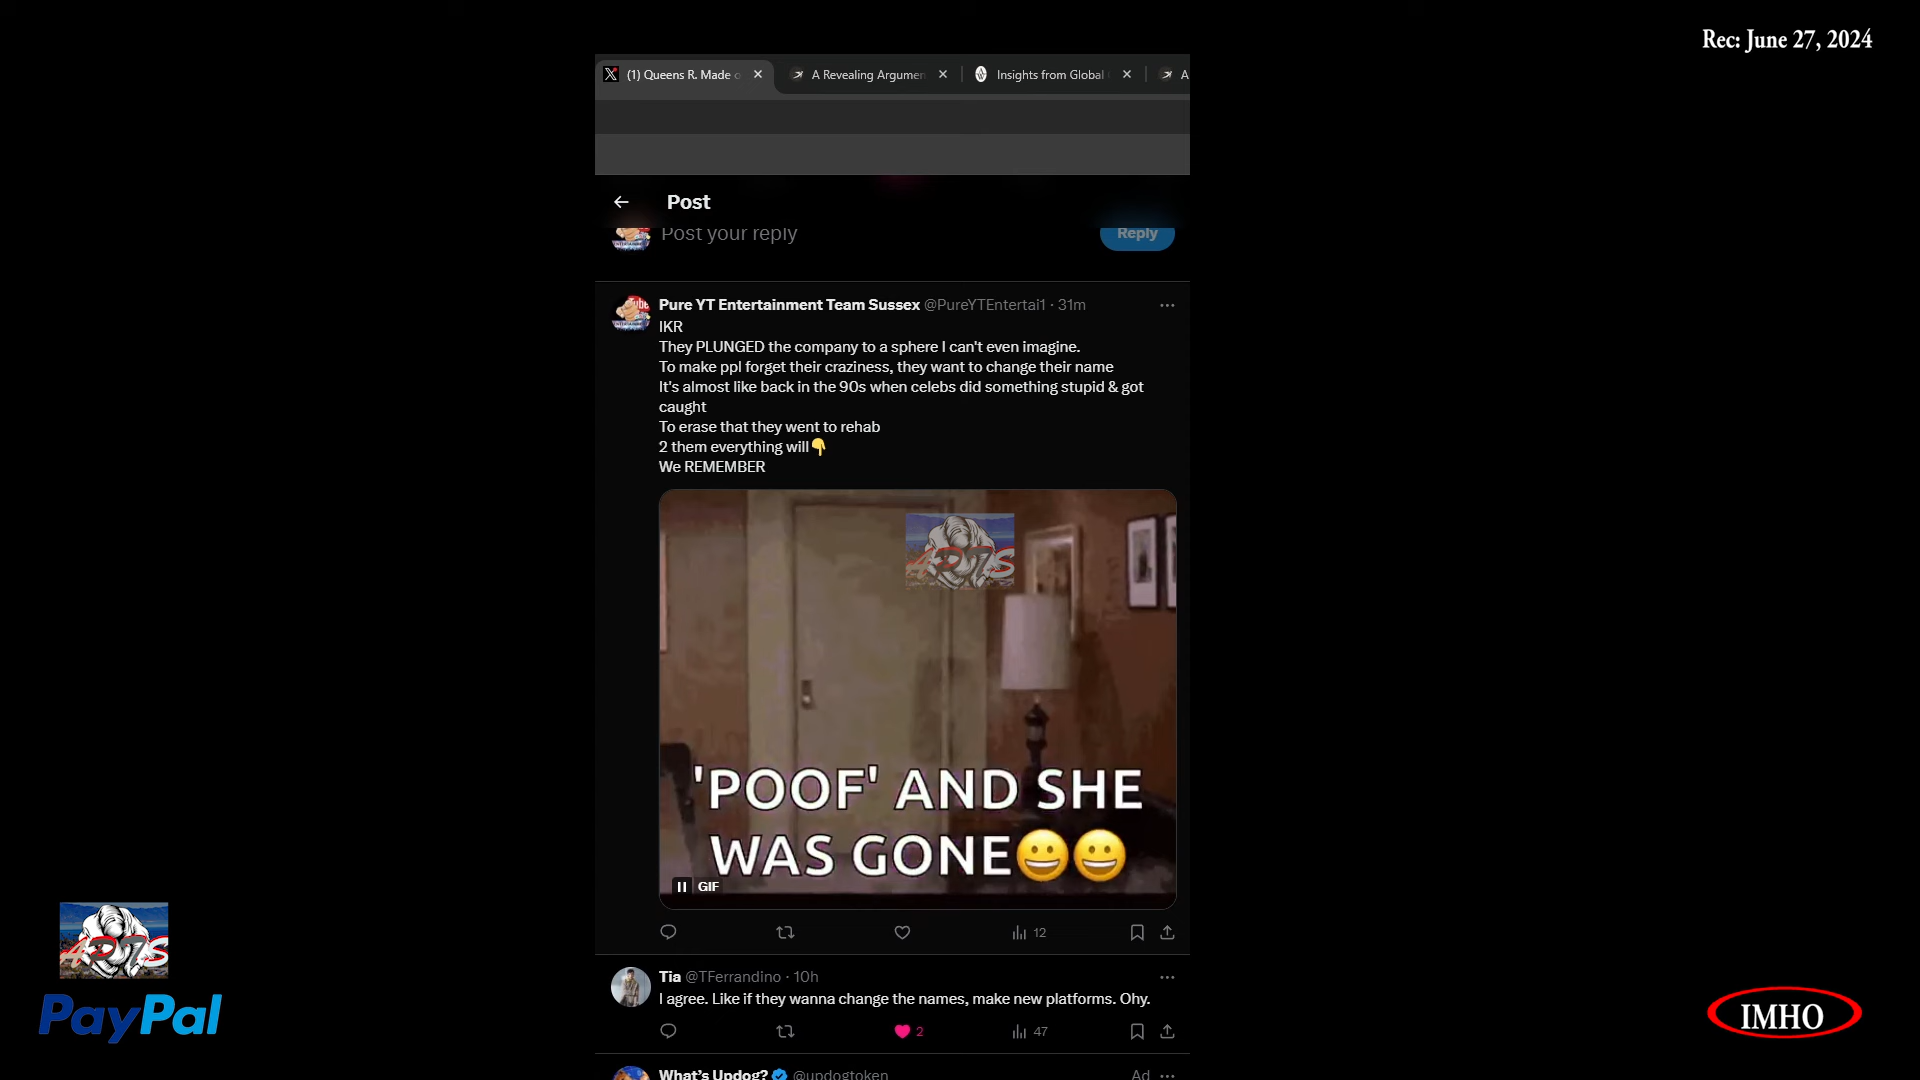 Rec: June 27, 2024
(1) Queens R. Made o
A Revealing Argumen
Insights from Global
A
Post
Post your reply
Reply
Pure YT Entertainment Team Sussex @PureYTEntertai1 · 31m
IKR
They PLUNGED the company to a sphere I can't even imagine.
To make ppl forget their craziness, they want to change their name
It's almost like back in the 90s when celebs did something stupid & got
caught
To erase that they went to rehab
2 them everything will👇
We REMEMBER
'POOF' AND SHE
WAS GONE😀😀
GIF
12
Tia @TFerrandino · 10h
I agree. Like if they wanna change the names, make new platforms. Ohy.
2
47
What's Updog? @updogtoken
Ad
PayPal
IMHO